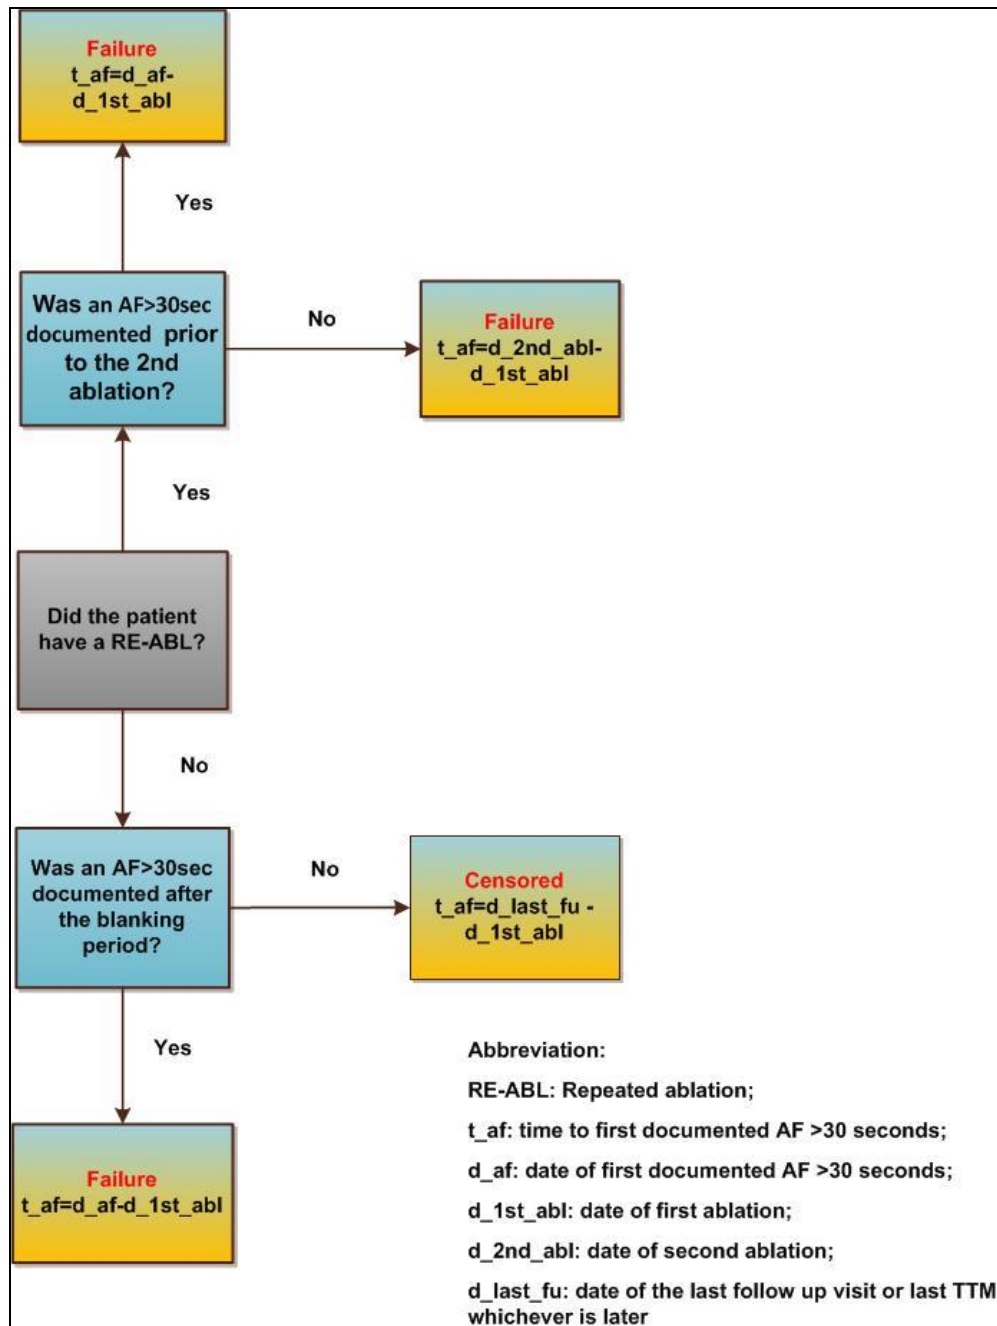 Failure
t_af=d_af-
d_1st_abl
Yes
Was an AF>30sec
documented prior
to the 2nd
ablation?
No
Failure
t_af=d_2nd_abl-
d_1st_abl
Yes
Did the patient
have a RE-ABL?
No
Was an AF>30sec
documented after
the blanking
period?
No
Censored
t_af=d_last_fu -
d_1st_abl
Yes
Failure
t_af=d_af-d_1st_abl
Abbreviation:
RE-ABL: Repeated ablation;
t_af: time to first documented AF >30 seconds;
d_af: date of first documented AF >30 seconds;
d_1st_abl: date of first ablation;
d_2nd_abl: date of second ablation;
d_last_fu: date of the last follow up visit or last TTM
whichever is later